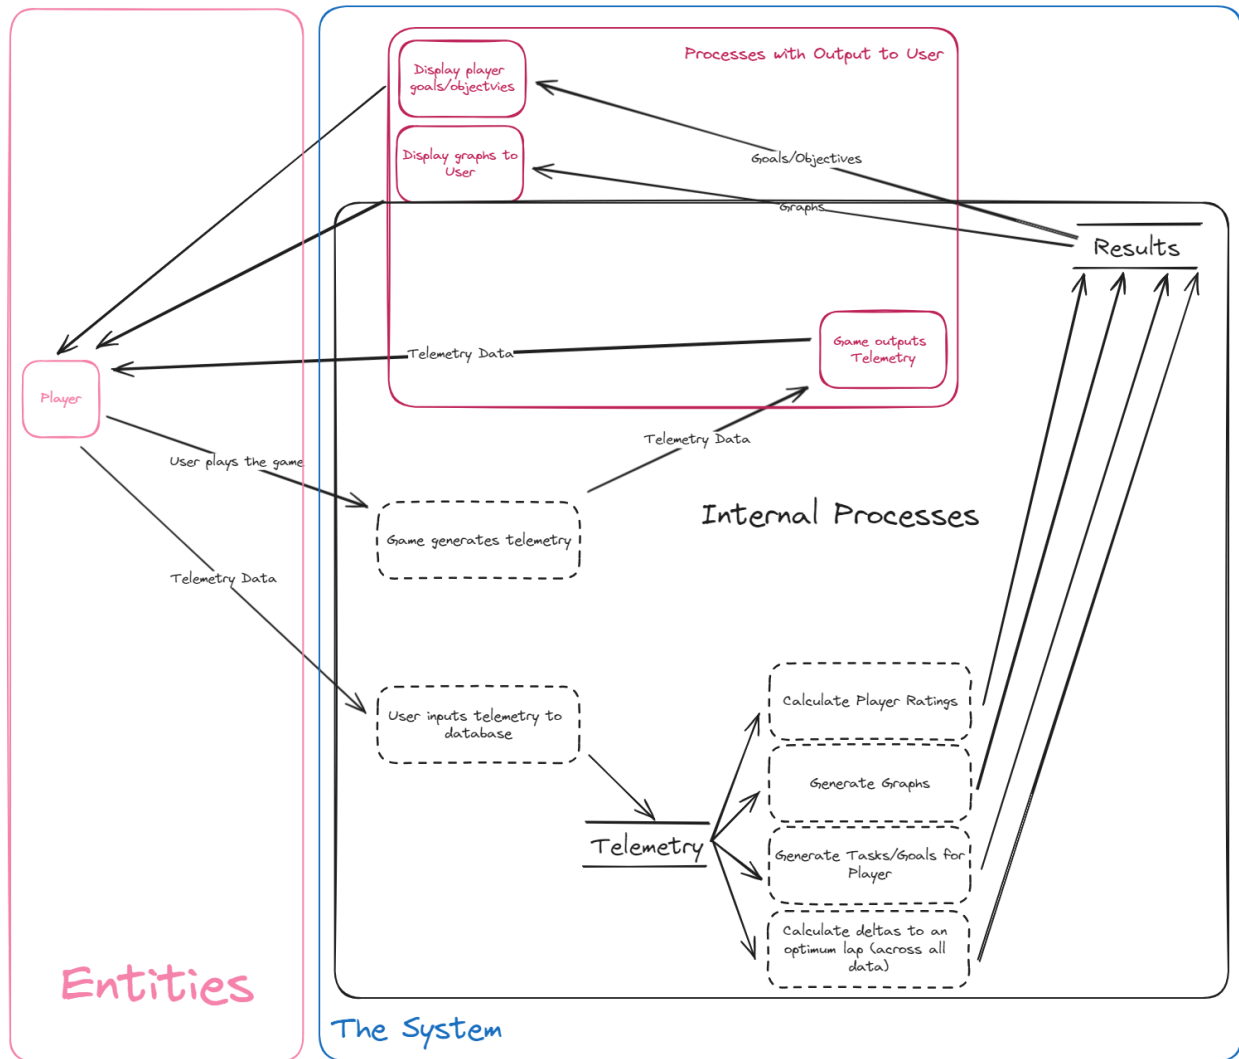 Processes with Output to User
Display player
goals/objectvies
Display graphs to
User
Goals/Objectives
Graphs
Results
Game outputs
Telemetry
Telemetry Data
Player
Telemetry Data
User plays the game
Internal Processes
Game generates telemetry
Telemetry Data
User inputs telemetry to
database
Calculate Player Ratings
Generate Graphs
Telemetry
Generate Tasks/Goals for
Player
Calculate deltas to an
optimum lap (across all
data)
Entities
The System